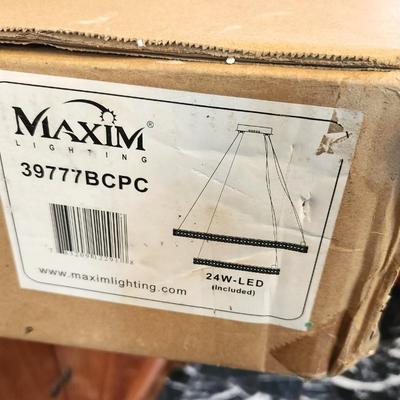 MAXIM®
LIGHTING
39777BCPC
www.maximlighting.com
24W-LED
(Included)